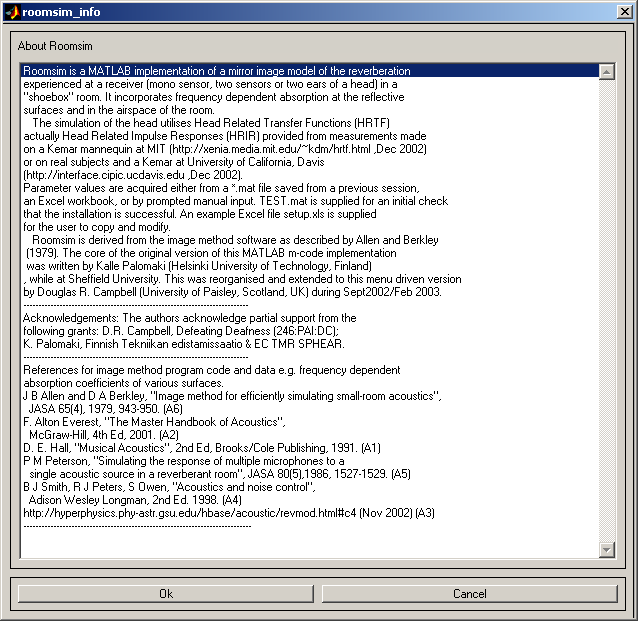 roomsim_info
About Roomsim
Roomsim is a MATLAB implementation of a mirror image model of the reverberation
experienced at a receiver (mono sensor, two sensors or two ears of a head) in a
"shoebox" room. It incorporates frequency dependent absorption at the reflective
surfaces and in the airspace of the room.
The simulation of the head utilises Head Related Transfer Functions (HRTF)
actually Head Related Impulse Responses (HRIR) provided from measurements made
on a Kemar mannequin at MIT (http://xenia.media.mit.edu/~kdm/hrtf.html ,Dec 2002)
or on real subjects and a Kemar at University of California, Davis
(http://interface.cipic.ucdavis.edu ,Dec 2002).
Parameter values are acquired either from a *.mat file saved from a previous session,
an Excel workbook, or by prompted manual input. TEST.mat is supplied for an initial check
that the installation is successful. An example Excel file setup.xls is supplied
for the user to copy and modify.
Roomsim is derived from the image method software as described by Allen and Berkley
(1979). The core of the original version of this MATLAB m-code implementation
was written by Kalle Palomaki (Helsinki University of Technology, Finland)
, while at Sheffield University. This was reorganised and extended to this menu driven version
by Douglas R. Campbell (University of Paisley, Scotland, UK) during Sept2002/Feb 2003.
--------------------------------------------------------------------------
Acknowledgements: The authors acknowledge partial support from the
following grants: D.R. Campbell, Defeating Deafness (246:PAI:DC);
K. Palomaki, Finnish Tekniikan edistamissaatio & EC TMR SPHEAR.
--------------------------------------------------------------------------
References for image method program code and data e.g. frequency dependent
absorption coefficients of various surfaces.
J B Allen and D A Berkley, "Image method for efficiently simulating small-room acoustics",
JASA 65(4), 1979, 943-950. (A6)
F. Alton Everest, "The Master Handbook of Acoustics",
McGraw-Hill, 4th Ed, 2001. (A2)
D. E. Hall, "Musical Acoustics", 2nd Ed, Brooks/Cole Publishing, 1991. (A1)
P M Peterson, "Simulating the response of multiple microphones to a
single acoustic source in a reverberant room", JASA 80(5),1986, 1527-1529. (A5)
B J Smith, R J Peters, S Owen, "Acoustics and noise control",
Adison Wesley Longman, 2nd Ed. 1998. (A4)
http://hyperphysics.phy-astr.gsu.edu/hbase/acoustic/revmod.html#c4 (Nov 2002) (A3)
---------------------------------------------------------------------------
Ok Cancel